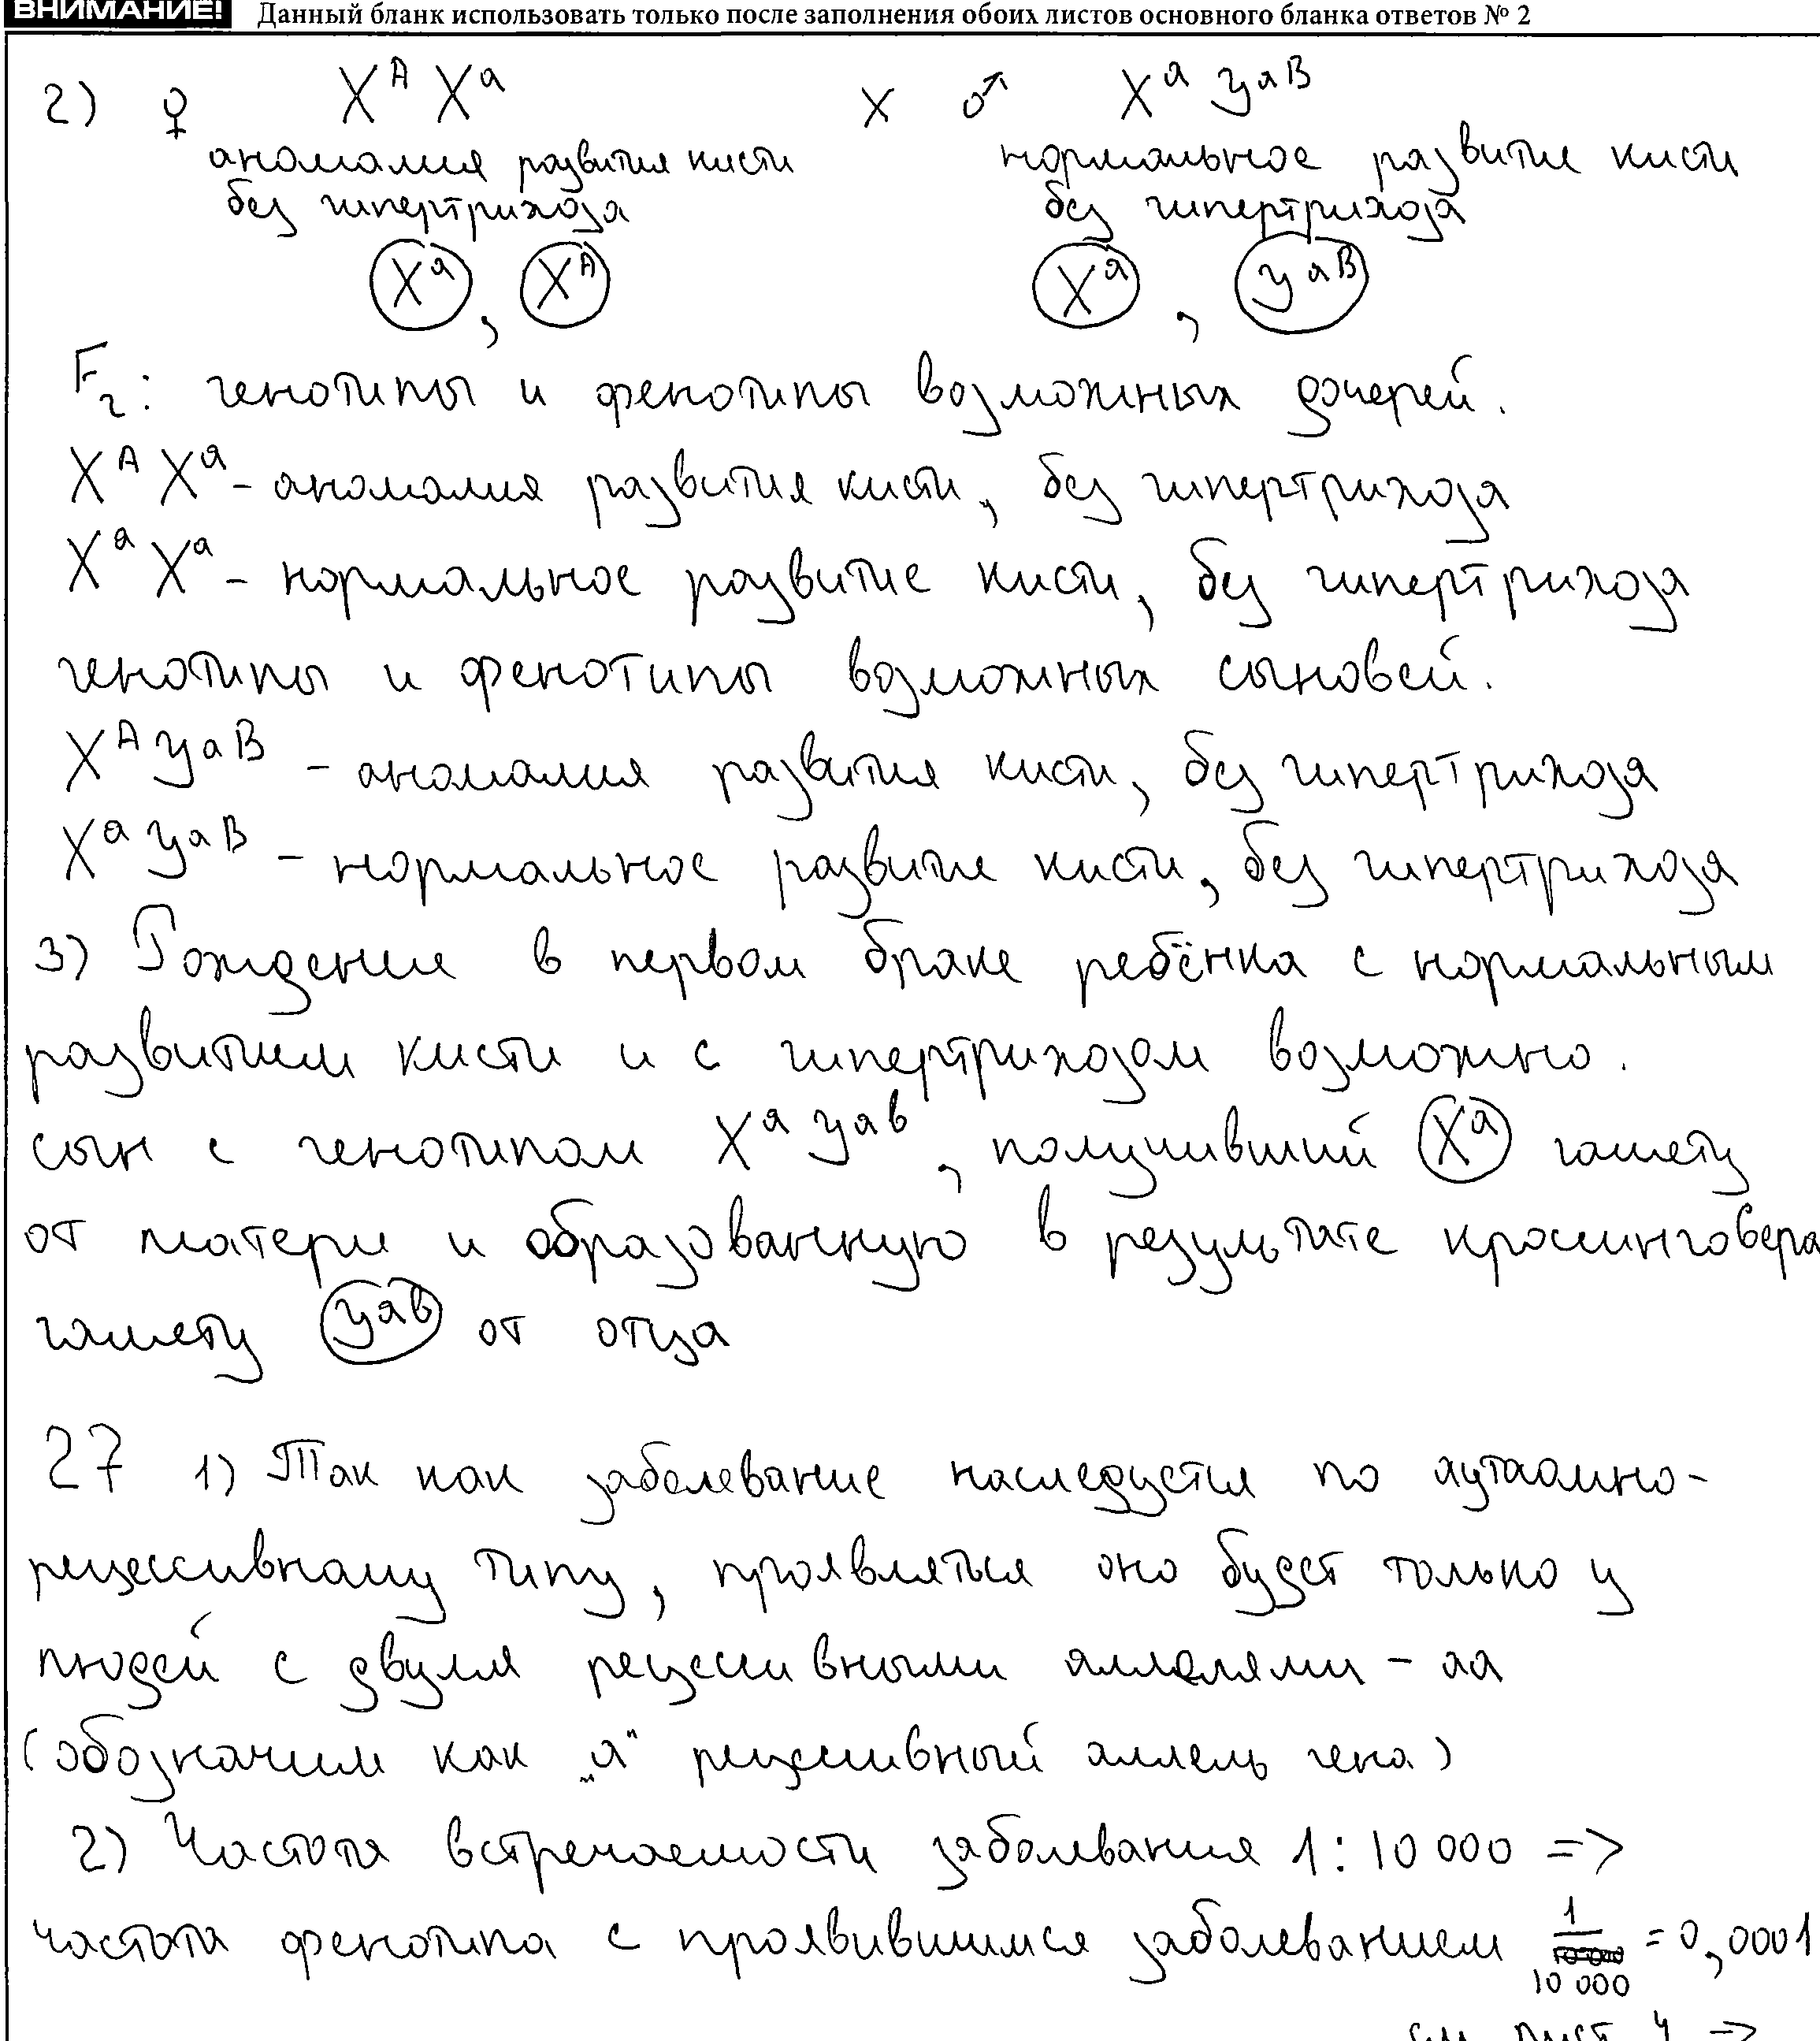 ВНИМАНИЕ! Данный бланк использовать только после заполнения обоих листов основного бланка ответов № 2
2) ♀ X^A X^a x ♂ X^a У^aB
аномалия развития кисти нормальное развитие кисти
без гипертрихоза без гипертрихоза
X^a, X^A X^a, У^aB
F₂: генотипы и фенотипы возможных дочерей.
X^A X^a - аномалия развития кисти, без гипертрихоза
X^a X^a - нормальное развитие кисти, без гипертрихоза
генотипы и фенотипы возможных сыновей.
X^A У^aB - аномалия развития кисти, без гипертрихоза
X^a У^aB - нормальное развитие кисти, без гипертрихоза
3) Рождение в первом браке ребёнка с нормальным
развитием кисти и с гипертрихозом возможно.
сын с генотипом X^a У^ab, получивший X^a гамету
от матери и образованную в результате кроссинговера
гамету У^ab от отца
27 1) Так как заболевание наследуется по аутосомно-
рецессивному типу, проявляться оно будет только у
людей с двумя рецессивными аллелями - аа
(обозначим как „а" рецессивный аллель гена)
2) Частота встречаемости заболевания 1:10 000 =>
частота фенотипа с проявившимся заболеванием 1/10 000 = 0,0001
см лист 4 =>